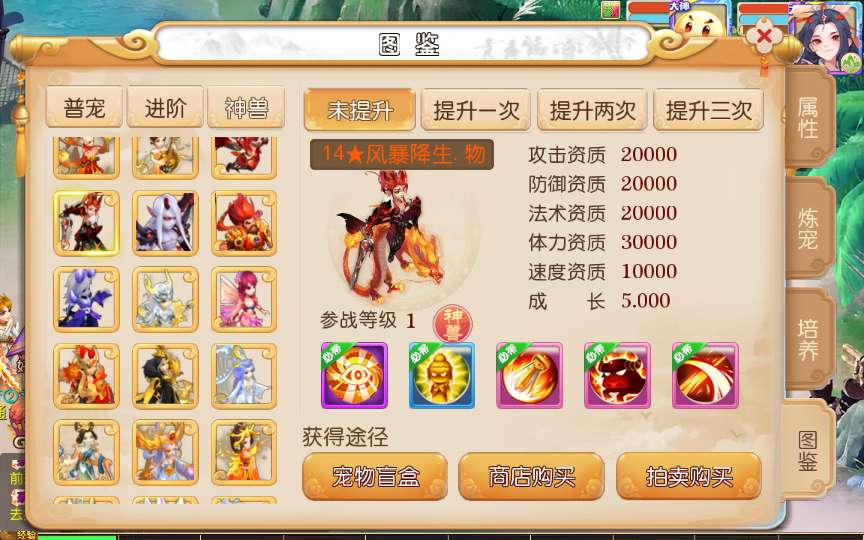 大神
图 鉴
普宠 进阶 神兽
未提升 提升一次 提升两次 提升三次
14★风暴降生. 物
攻击资质 20000
防御资质 20000
法术资质 20000
体力资质 30000
速度资质 10000
成 长 5.000
参战等级 1
神兽
必带 必带 必带 必带 必带
获得途径
宠物盲盒 商店购买 拍卖购买
属性
炼宠
培养
图鉴
前
去
经验